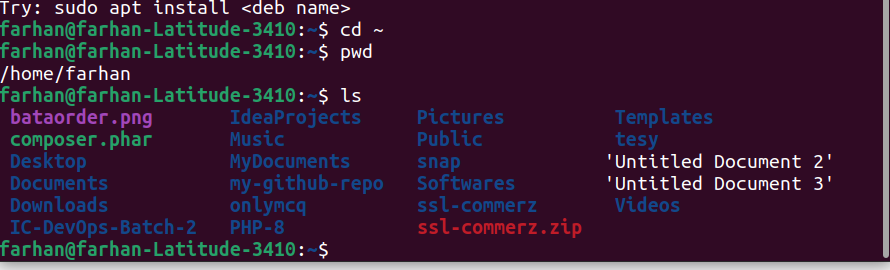 Try: sudo apt install <deb name>
farhan@farhan-Latitude-3410:~$ cd ~
farhan@farhan-Latitude-3410:~$ pwd
/home/farhan
farhan@farhan-Latitude-3410:~$ ls
bataorder.png IdeaProjects Pictures Templates
composer.phar Music Public tesy
Desktop MyDocuments snap 'Untitled Document 2'
Documents my-github-repo Softwares 'Untitled Document 3'
Downloads onlymcq ssl-commerz Videos
IC-DevOps-Batch-2 PHP-8 ssl-commerz.zip
farhan@farhan-Latitude-3410:~$